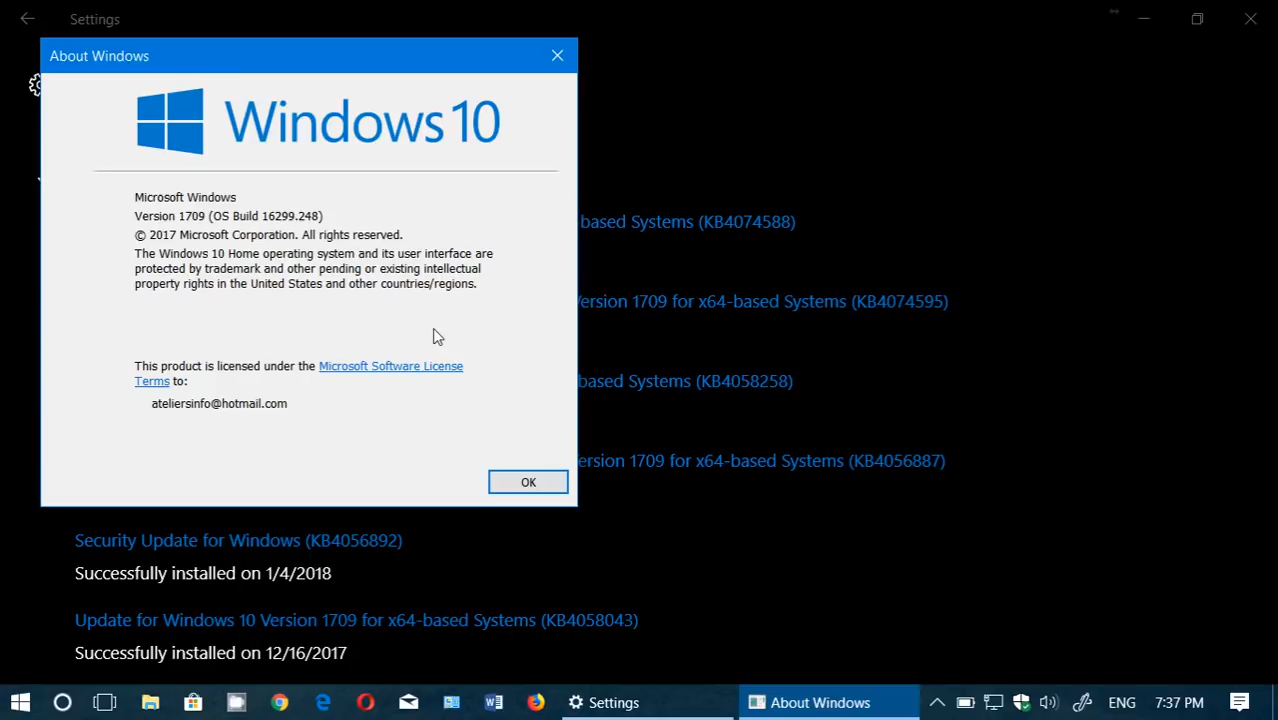 Settings
About Windows
Windows 10
Microsoft Windows
Version 1709 (OS Build 16299.248)
© 2017 Microsoft Corporation. All rights reserved.
The Windows 10 Home operating system and its user interface are
protected by trademark and other pending or existing intellectual
property rights in the United States and other countries/regions.
This product is licensed under the Microsoft Software License
Terms to:
ateliersinfo@hotmail.com
OK
based Systems (KB4074588)
Version 1709 for x64-based Systems (KB4074595)
based Systems (KB4058258)
ersion 1709 for x64-based Systems (KB4056887)
Security Update for Windows (KB4056892)
Successfully installed on 1/4/2018
Update for Windows 10 Version 1709 for x64-based Systems (KB4058043)
Successfully installed on 12/16/2017
Settings
About Windows
ENG
7:37 PM